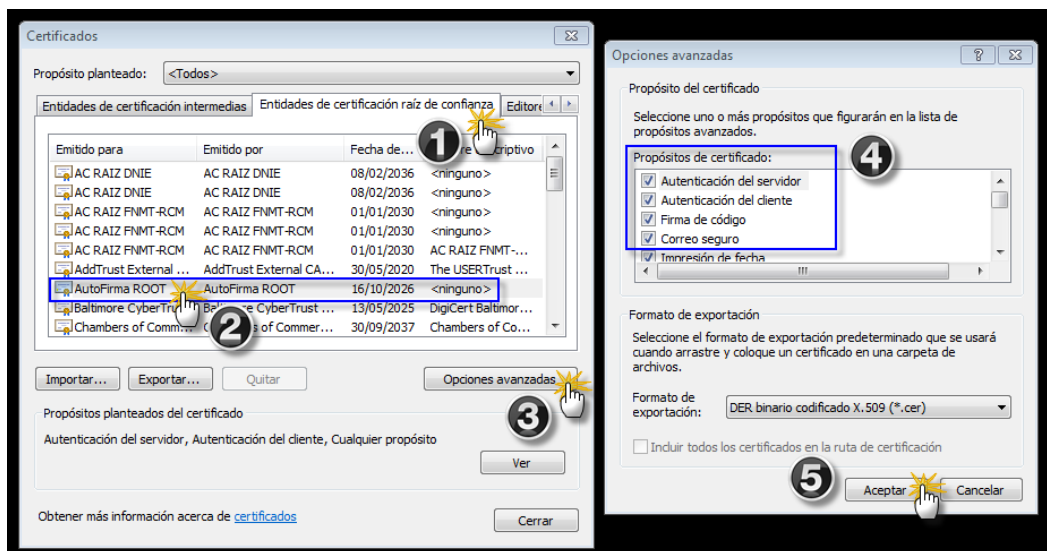 Certificados
Propósito planteado: <Todos>
Entidades de certificación intermedias Entidades de certificación raíz de confianza
Emitido para Emitido por Fecha de...
AC RAIZ DNIE AC RAIZ DNIE 08/02/2036 <ninguno>
AC RAIZ DNIE AC RAIZ DNIE 08/02/2036 <ninguno>
AC RAIZ FNMT-RCM AC RAIZ FNMT-RCM 01/01/2030 <ninguno>
AC RAIZ FNMT-RCM AC RAIZ FNMT-RCM 01/01/2030 <ninguno>
AC RAIZ FNMT-RCM AC RAIZ FNMT-RCM 01/01/2030 AC RAIZ FNMT-...
AddTrust External ... AddTrust External CA... 30/05/2020 The USERTrust ...
AutoFirma ROOT AutoFirma ROOT 16/10/2026 <ninguno>
Baltimore CyberTrust ... 13/05/2025 DigiCert Baltimor...
Chambers of Comm... of Commer... 30/09/2037 Chambers of Co...
1
2
Importar... Exportar... Quitar Opciones avanzadas
3
Propósitos planteados del certificado
Autenticación del servidor, Autenticación del cliente, Cualquier propósito
Ver
Obtener más información acerca de certificados
Cerrar
Opciones avanzadas
Propósito del certificado
Seleccione uno o más propósitos que figurarán en la lista de
propósitos avanzados.
Propósitos de certificado:
4
Autenticación del servidor
Autenticación del cliente
Firma de código
Correo seguro
Impresión de fecha
Formato de exportación
Seleccione el formato de exportación predeterminado que se usará
cuando arrastre y coloque un certificado en una carpeta de
archivos.
Formato de
exportación: DER binario codificado X.509 (*.cer)
Incluir todos los certificados en la ruta de certificación
5
Aceptar Cancelar